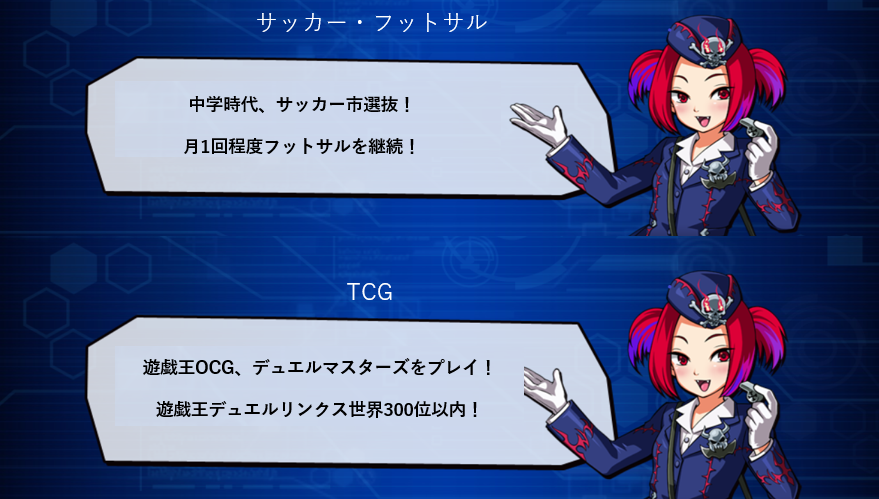 サッカー・フットサル
中学時代、サッカー市選抜！
月1回程度フットサルを継続！
TCG
遊戯王OCG、デュエルマスターズをプレイ！
遊戯王デュエルリンクス世界300位以内！